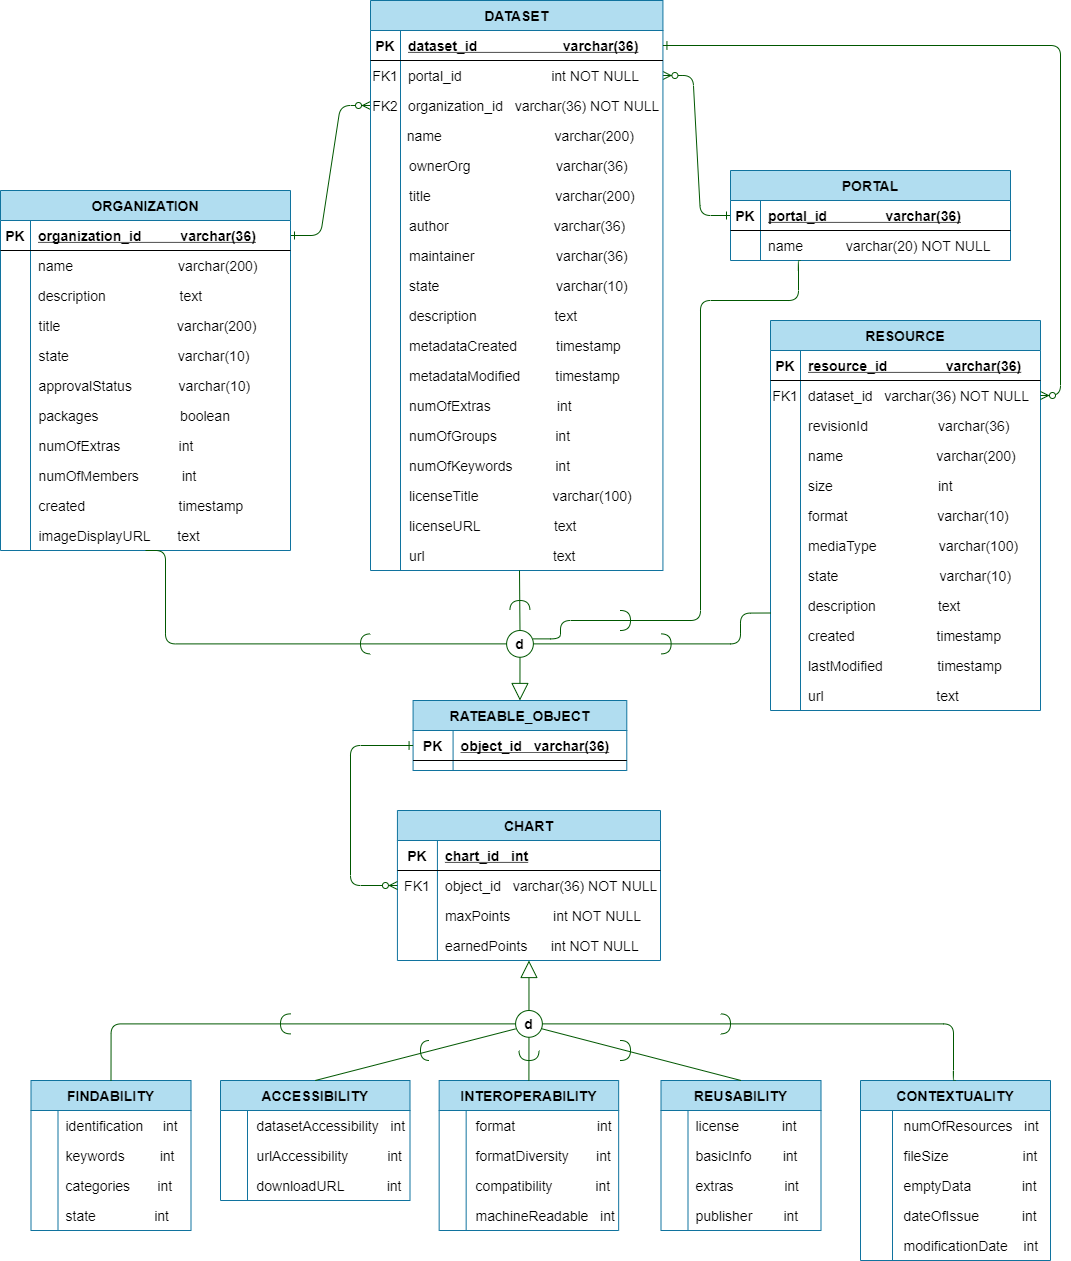 DATASET
PK dataset_id varchar(36)
FK1 portal_id int NOT NULL
FK2 organization_id varchar(36) NOT NULL
name varchar(200)
ownerOrg varchar(36)
title varchar(200)
author varchar(36)
maintainer varchar(36)
state varchar(10)
description text
metadataCreated timestamp
metadataModified timestamp
numOfExtras int
numOfGroups int
numOfKeywords int
licenseTitle varchar(100)
licenseURL text
url text
ORGANIZATION
PK organization_id varchar(36)
name varchar(200)
description text
title varchar(200)
state varchar(10)
approvalStatus varchar(10)
packages boolean
numOfExtras int
numOfMembers int
created timestamp
imageDisplayURL text
PORTAL
PK portal_id varchar(36)
name varchar(20) NOT NULL
RESOURCE
PK resource_id varchar(36)
FK1 dataset_id varchar(36) NOT NULL
revisionId varchar(36)
name varchar(200)
size int
format varchar(10)
mediaType varchar(100)
state varchar(10)
description text
created timestamp
lastModified timestamp
url text
d
RATEABLE_OBJECT
PK object_id varchar(36)
CHART
PK chart_id int
FK1 object_id varchar(36) NOT NULL
maxPoints int NOT NULL
earnedPoints int NOT NULL
d
FINDABILITY
identification int
keywords int
categories int
state int
ACCESSIBILITY
datasetAccessibility int
urlAccessibility int
downloadURL int
INTEROPERABILITY
format int
formatDiversity int
compatibility int
machineReadable int
REUSABILITY
license int
basicInfo int
extras int
publisher int
CONTEXTUALITY
numOfResources int
fileSize int
emptyData int
dateOfIssue int
modificationDate int